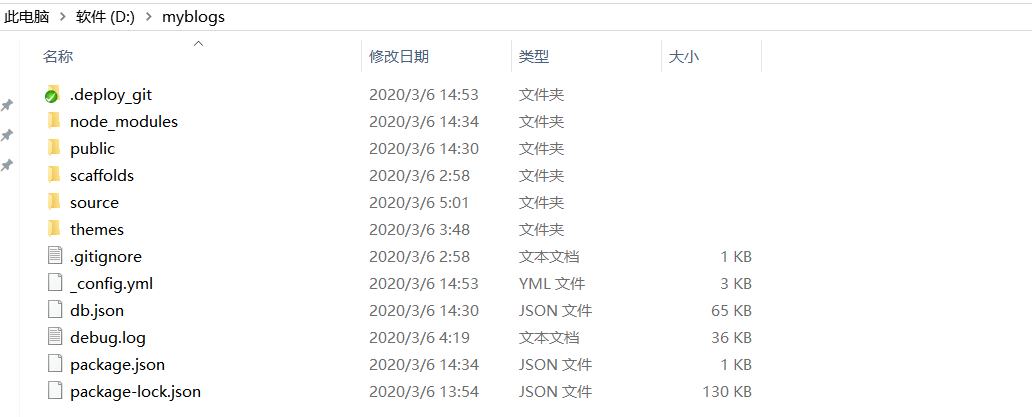 此电脑 > 软件 (D:) > myblogs
名称 修改日期 类型 大小
.deploy_git 2020/3/6 14:53 文件夹
node_modules 2020/3/6 14:34 文件夹
public 2020/3/6 14:30 文件夹
scaffolds 2020/3/6 2:58 文件夹
source 2020/3/6 5:01 文件夹
themes 2020/3/6 3:48 文件夹
.gitignore 2020/3/6 2:58 文本文档 1 KB
_config.yml 2020/3/6 14:53 YML 文件 3 KB
db.json 2020/3/6 14:30 JSON 文件 65 KB
debug.log 2020/3/6 4:19 文本文档 36 KB
package.json 2020/3/6 14:34 JSON 文件 1 KB
package-lock.json 2020/3/6 13:54 JSON 文件 130 KB